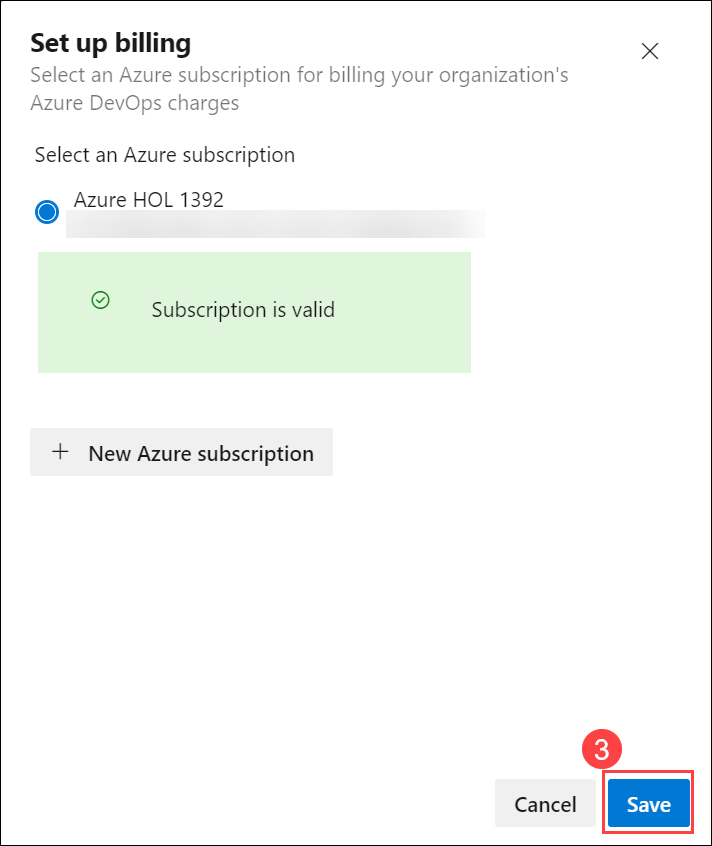 Set up billing
Select an Azure subscription for billing your organization's
Azure DevOps charges
Select an Azure subscription
Azure HOL 1392
Subscription is valid
New Azure subscription
3
Cancel
Save